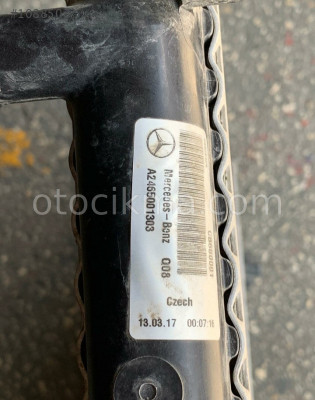 Mercedes-Benz Q08
A2465001303
Czech
13.03.17 00:07:16
otocikma.com